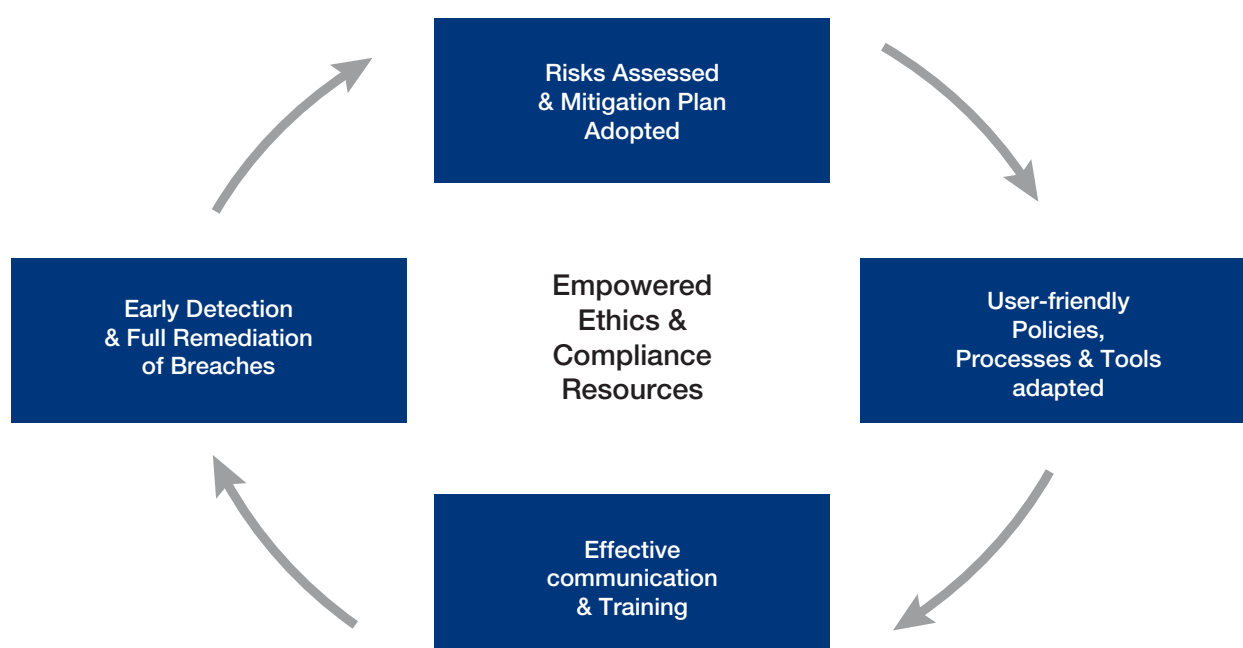 Risks Assessed
& Mitigation Plan
Adopted
Early Detection
& Full Remediation
of Breaches
Empowered
Ethics &
Compliance
Resources
User-friendly
Policies,
Processes & Tools
adapted
Effective
communication
& Training